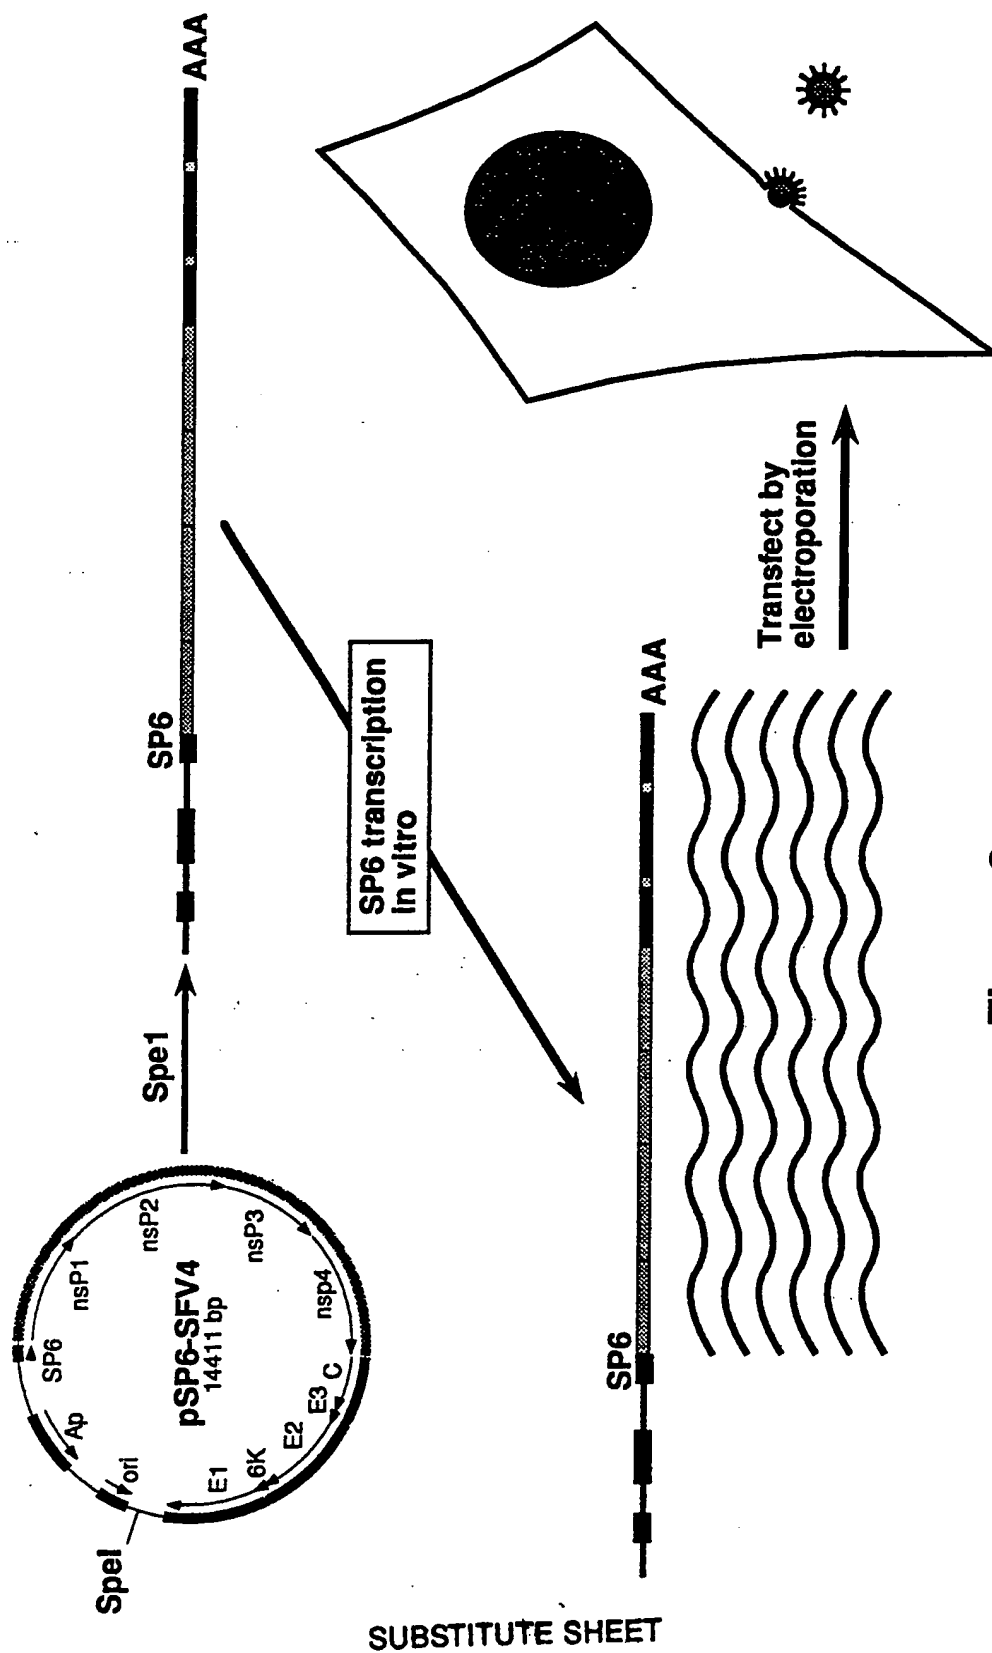 Spe1
SP6
AAA
SpeI
ori
Ap
SP6
nsP1
nsP2
nsP3
nsp4
C
E3
E2
6K
E1
pSP6-SFV4
14411 bp
SP6 transcription
in vitro
SP6
AAA
Transfect by
electroporation
SUBSTITUTE SHEET